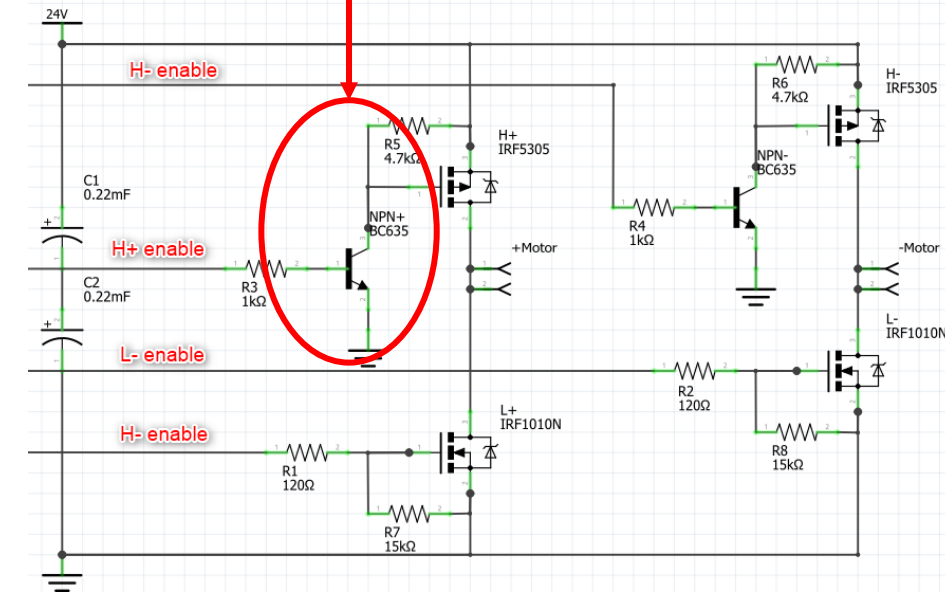 24V
H- enable
R6
4.7kΩ
H-
IRF5305
R5
4.7kΩ
H+
IRF5305
NPN-
BC635
C1
0.22mF
NPN+
BC635
R4
1kΩ
H+ enable
+Motor
-Motor
R3
1kΩ
C2
0.22mF
L-
IRF1010N
L- enable
R2
120Ω
H- enable
L+
IRF1010N
R1
120Ω
R8
15kΩ
R7
15kΩ